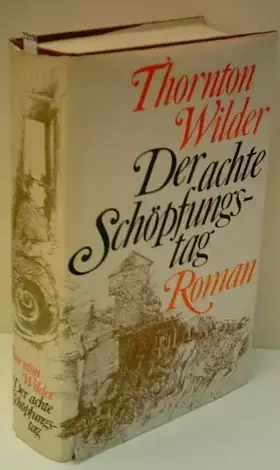 Thornton
Wilder
Der achte
Schöpfungs-
tag
Roman
Thornton
Wilder
Der achte
Schöpfungs-
tag